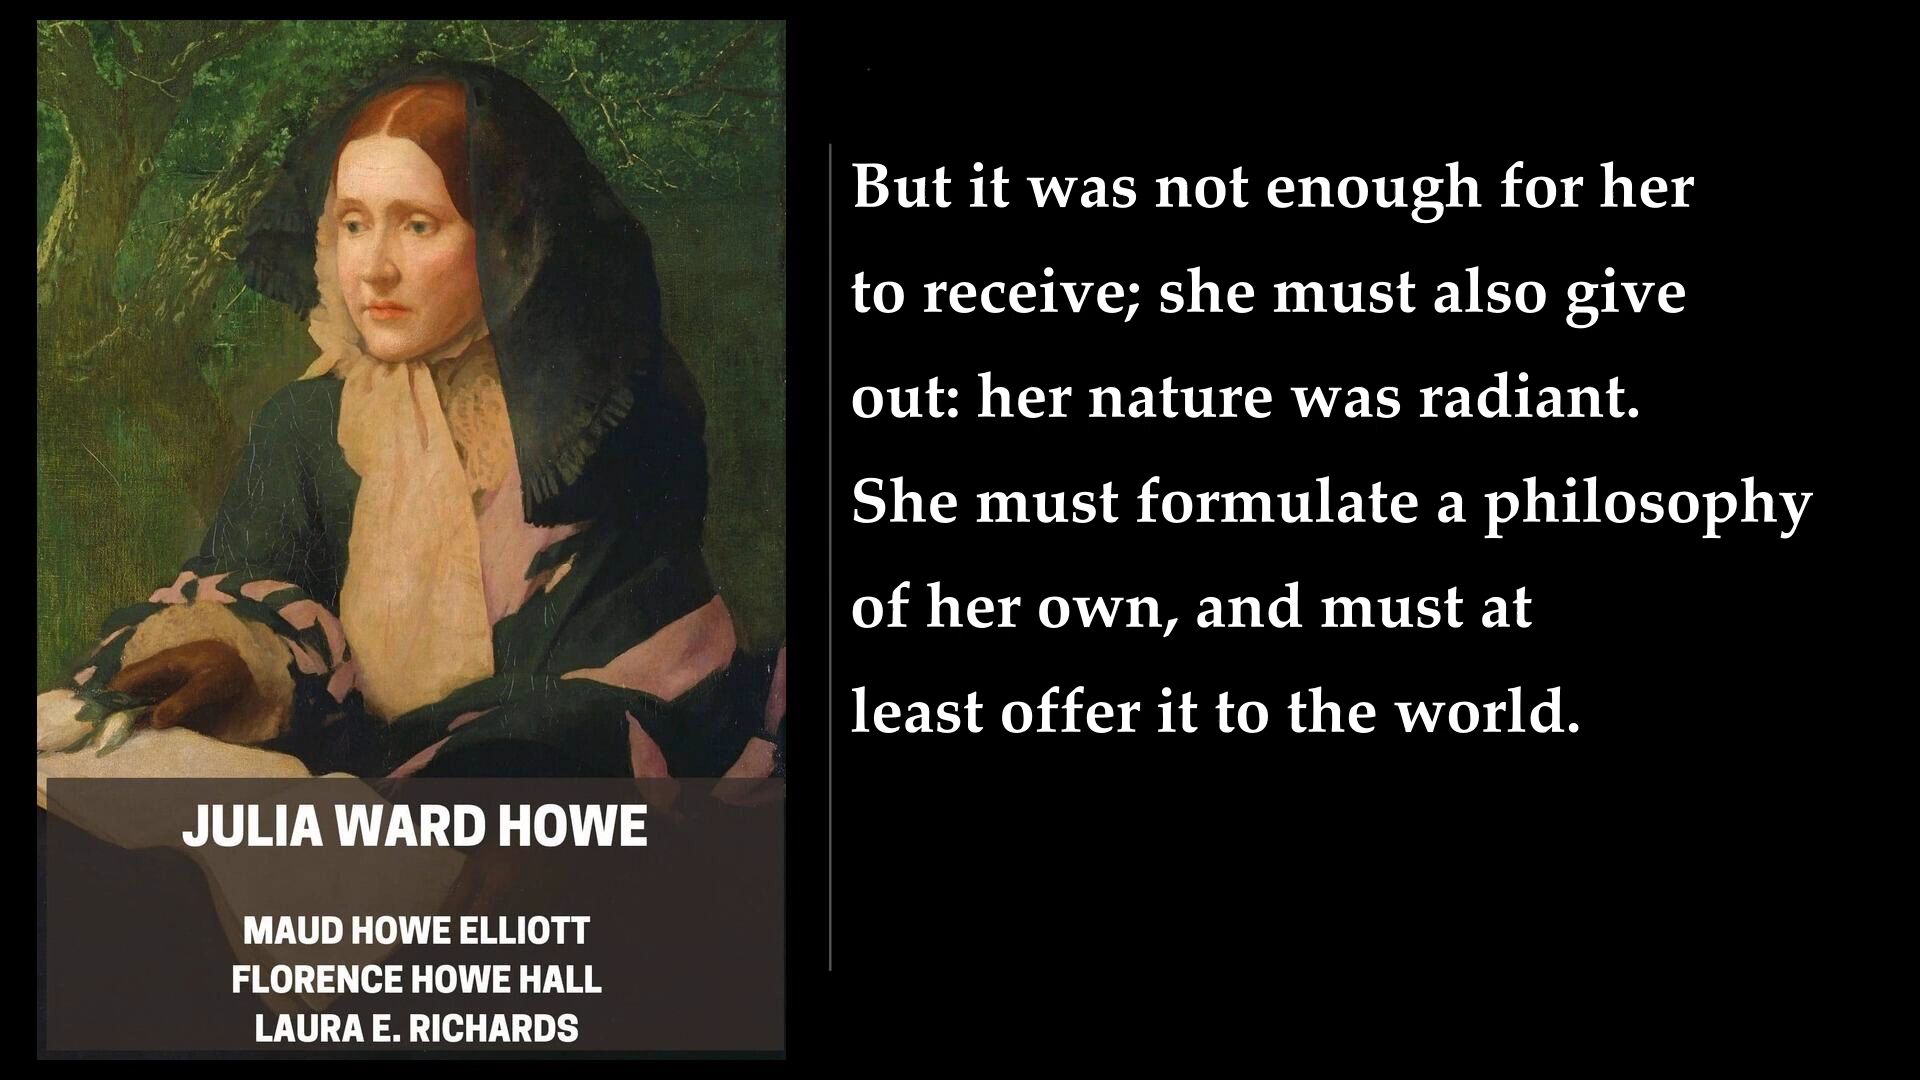 JULIA WARD HOWE
MAUD HOWE ELLIOTT
FLORENCE HOWE HALL
LAURA E. RICHARDS
But it was not enough for her
to receive; she must also give
out: her nature was radiant.
She must formulate a philosophy
of her own, and must at
least offer it to the world.